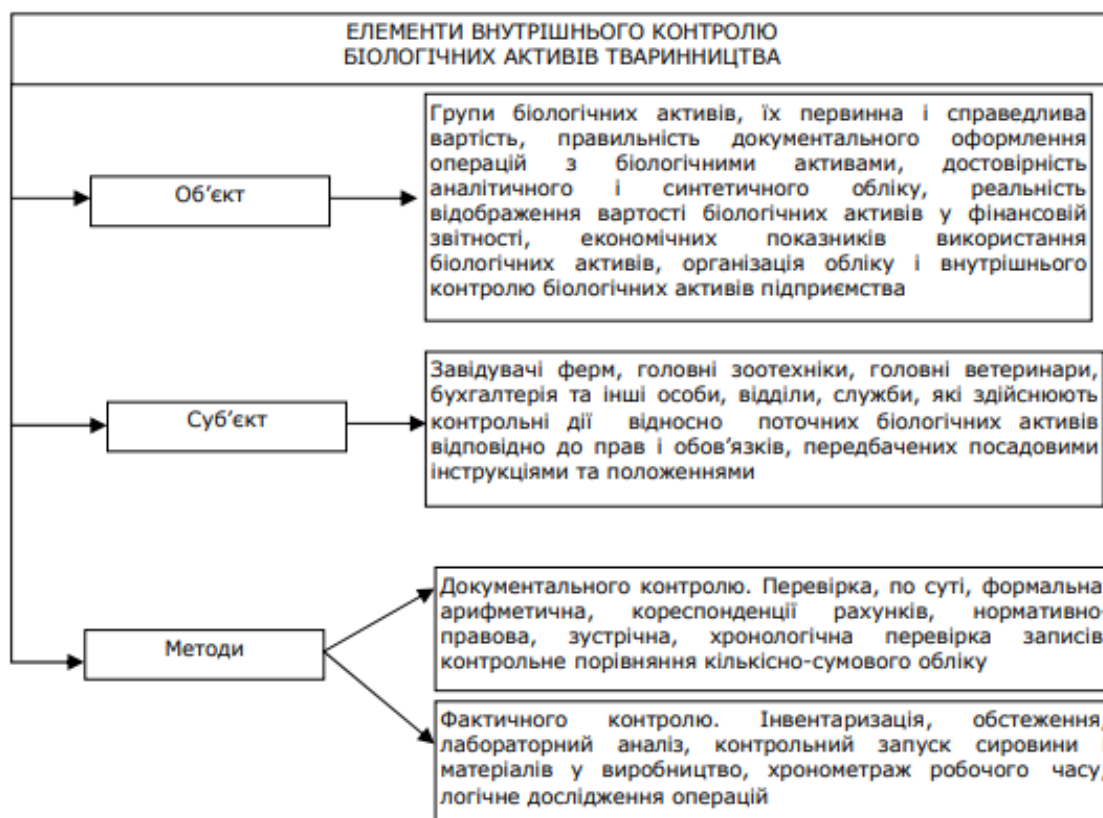 ЕЛЕМЕНТИ ВНУТРІШНЬОГО КОНТРОЛЮ
БІОЛОГІЧНИХ АКТИВІВ ТВАРИННИЦТВА
Об’єкт
Групи біологічних активів, їх первинна і справедлива
вартість, правильність документального оформлення
операцій з біологічними активами, достовірність
аналітичного і синтетичного обліку, реальність
відображення вартості біологічних активів у фінансовій
звітності, економічних показників використання
біологічних активів, організація обліку і внутрішнього
контролю біологічних активів підприємства
Суб’єкт
Завідувачі ферм, головні зоотехніки, головні ветеринари,
бухгалтерія та інші особи, відділи, служби, які здійснюють
контрольні дії відносно поточних біологічних активів
відповідно до прав і обов’язків, передбачених посадовими
інструкціями та положеннями
Методи
Документального контролю. Перевірка, по суті, формальна
арифметична, кореспонденції рахунків, нормативно-
правова, зустрічна, хронологічна перевірка записів
контрольне порівняння кількісно-сумового обліку
Фактичного контролю. Інвентаризація, обстеження,
лабораторний аналіз, контрольний запуск сировини і
матеріалів у виробництво, хронометраж робочого часу,
логічне дослідження операцій